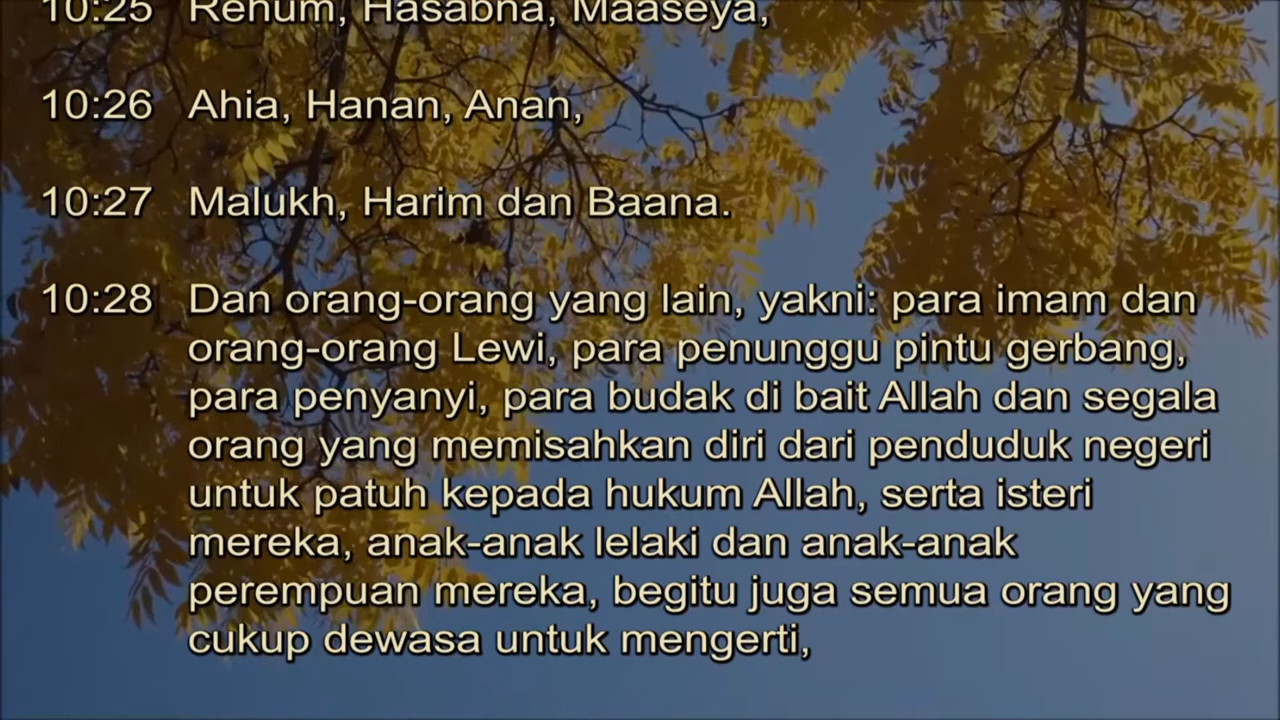 10:25 Rehum, Hasabna, Maaseya,
10:26 Ahia, Hanan, Anan,
10:27 Malukh, Harim dan Baana.
10:28 Dan orang-orang yang lain, yakni: para imam dan
orang-orang Lewi, para penunggu pintu gerbang,
para penyanyi, para budak di bait Allah dan segala
orang yang memisahkan diri dari penduduk negeri
untuk patuh kepada hukum Allah, serta isteri
mereka, anak-anak lelaki dan anak-anak
perempuan mereka, begitu juga semua orang yang
cukup dewasa untuk mengerti,